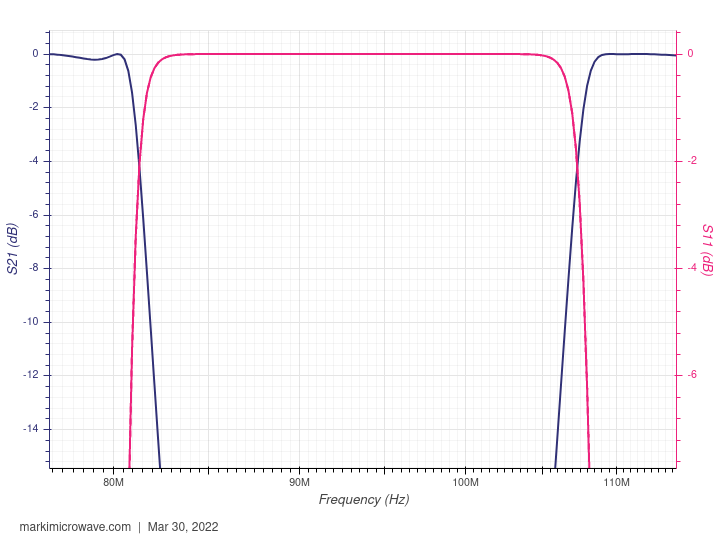 0
-2
-4
-6
-8
-10
-12
-14
S21 (dB)
0
-2
-4
-6
S11 (dB)
80M
90M
100M
110M
Frequency (Hz)
markimicrowave.com | Mar 30, 2022